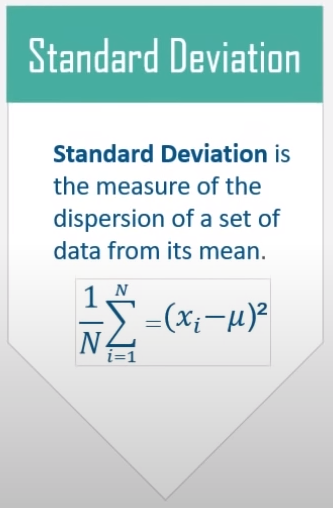 Standard Deviation
Standard Deviation is
the measure of the
dispersion of a set of
data from its mean.
1/N ∑_{i=1}^{N} =(x_i−μ)²